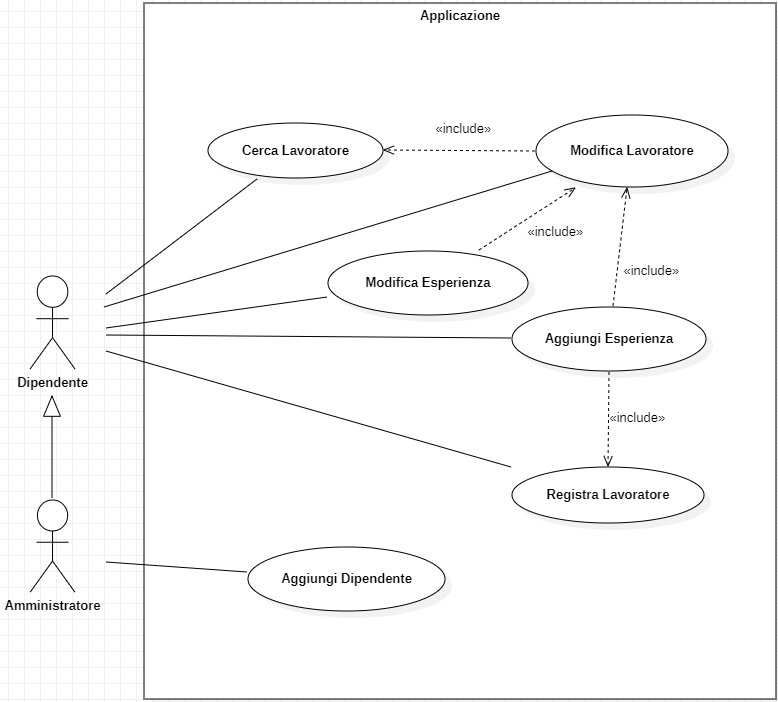 Applicazione
«include»
Cerca Lavoratore
Modifica Lavoratore
«include»
«include»
Modifica Esperienza
Aggiungi Esperienza
Dipendente
«include»
Registra Lavoratore
Aggiungi Dipendente
Amministratore